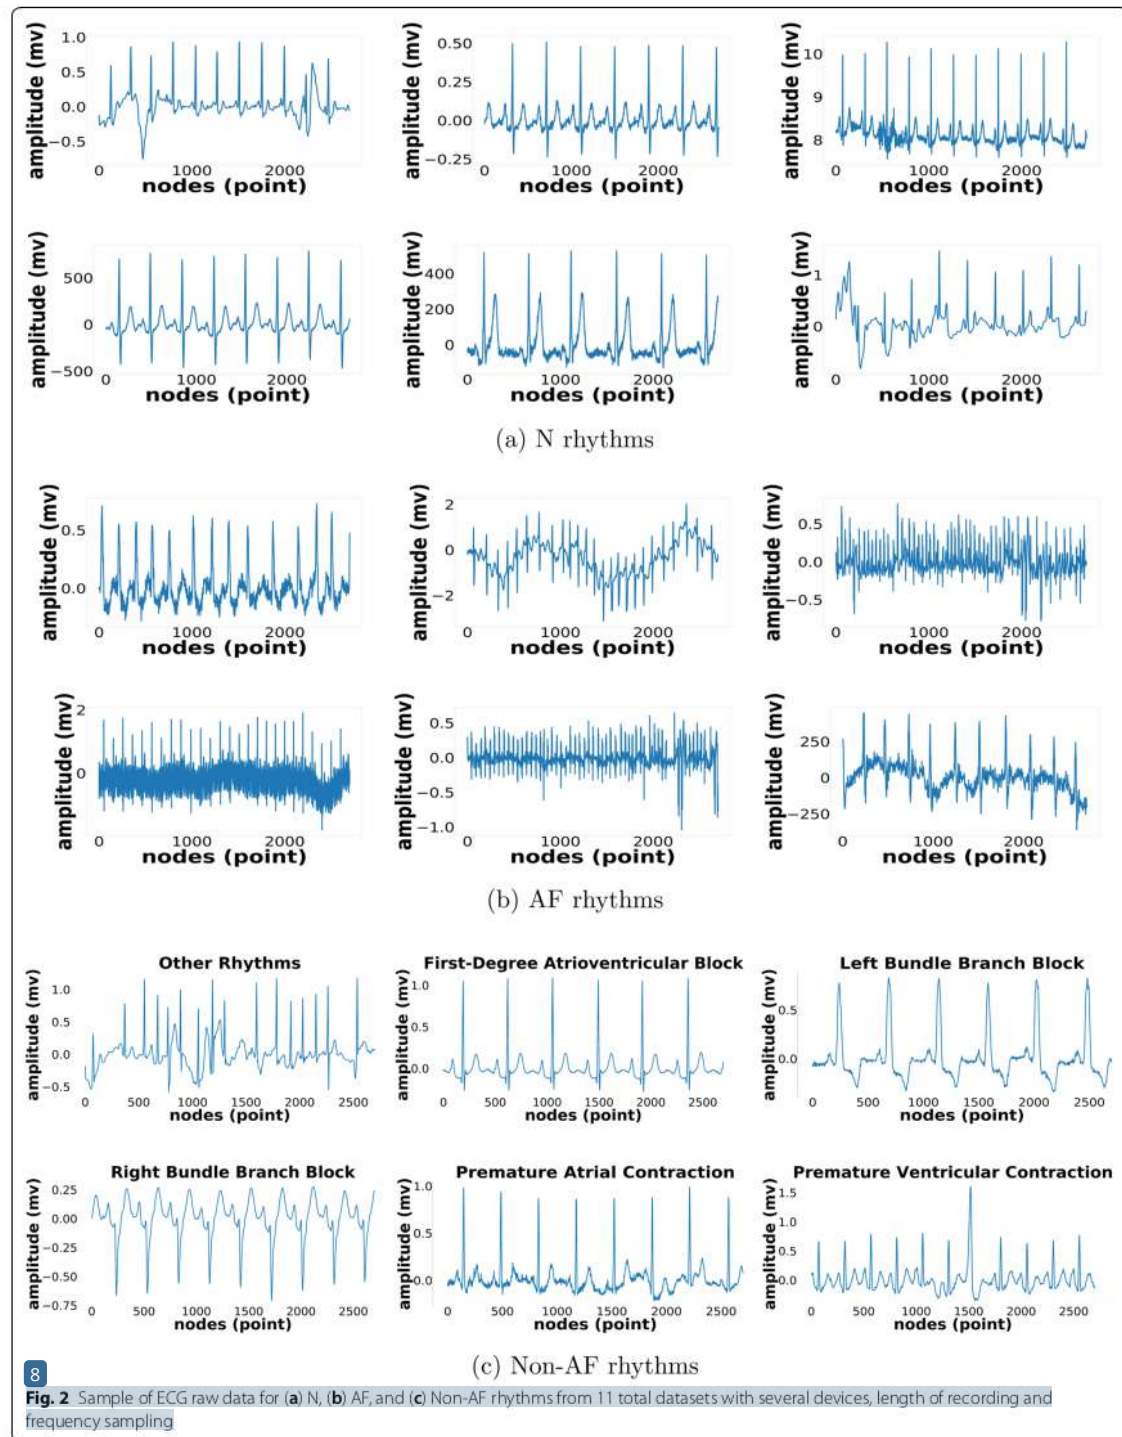 amplitude (mv)
1.0
0.5
0.0
−0.5
0 1000 2000
nodes (point)
amplitude (mv)
0.50
0.25
0.00
−0.25
0 1000 2000
nodes (point)
amplitude (mv)
10
9
8
0 1000 2000
nodes (point)
amplitude (mv)
500
0
−500
0 1000 2000
nodes (point)
amplitude (mv)
400
200
0
0 1000 2000
nodes (point)
amplitude (mv)
1
0
0 1000 2000
nodes (point)
(a) N rhythms
amplitude (mv)
0.5
0.0
0 1000 2000
nodes (point)
amplitude (mv)
2
0
−2
0 2000
nodes (point)
amplitude (mv)
0.5
0.0
−0.5
0 1000 2000
nodes (point)
amplitude (mv)
2
0
0 1000 2000
nodes (point)
amplitude (mv)
0.5
0.0
−0.5
−1.0
0 1000 2000
nodes (point)
amplitude (mv)
250
0
−250
0 1000 2000
nodes (point)
(b) AF rhythms
Other Rhythms
amplitude (mv)
1.0
0.5
0.0
−0.5
0 500 1000 1500 2000 2500
nodes (point)
First-Degree Atrioventricular Block
amplitude (mv)
1.0
0.5
0.0
0 500 1000 1500 2000 2500
nodes (point)
Left Bundle Branch Block
amplitude (mv)
0.5
0.0
0 500 1000 1500 2000 2500
nodes (point)
Right Bundle Branch Block
amplitude (mv)
0.25
0.00
−0.25
−0.50
−0.75
0 500 1000 1500 2000 2500
nodes (point)
Premature Atrial Contraction
amplitude (mv)
1.0
0.5
0.0
0 500 1000 1500 2000 2500
nodes (point)
Premature Ventricular Contraction
amplitude (mv)
1.5
1.0
0.5
0.0
0 500 1000 1500 2000 2500
nodes (point)
(c) Non-AF rhythms
8
Fig. 2 Sample of ECG raw data for (a) N, (b) AF, and (c) Non-AF rhythms from 11 total datasets with several devices, length of recording and
frequency sampling